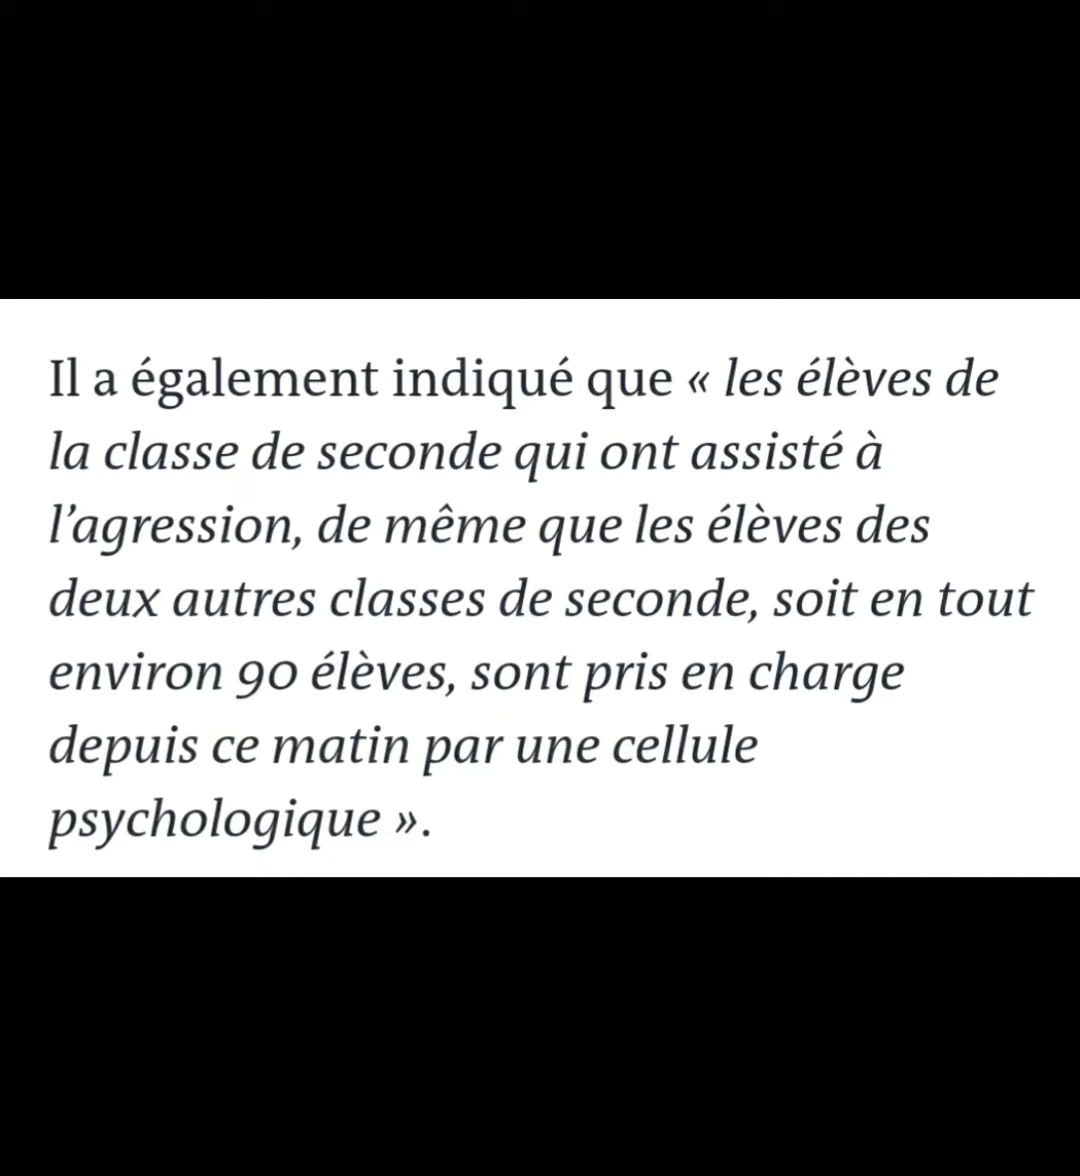 Il a également indiqué que « les élèves de
la classe de seconde qui ont assisté à
l’agression, de même que les élèves des
deux autres classes de seconde, soit en tout
environ 90 élèves, sont pris en charge
depuis ce matin par une cellule
psychologique ».